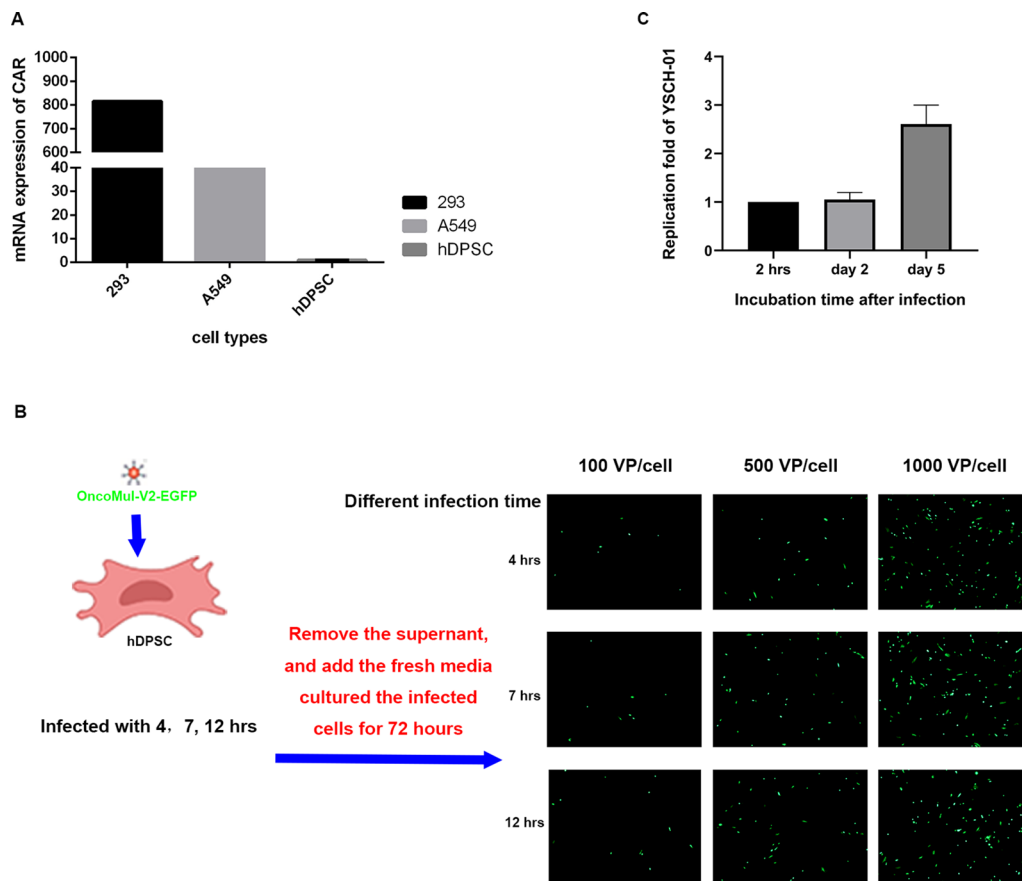 A
mRNA expression of CAR
1000
800
600
40
30
20
10
0
293
A549
hDPSC
cell types
293
A549
hDPSC
C
Replication fold of YSCH-01
4
3
2
1
0
2 hrs
day 2
day 5
Incubation time after infection
B
OncoMul-V2-EGFP
hDPSC
Infected with 4, 7, 12 hrs
Remove the supernant,
and add the fresh media
cultured the infected
cells for 72 hours
100 VP/cell
500 VP/cell
1000 VP/cell
Different infection time
4 hrs
7 hrs
12 hrs